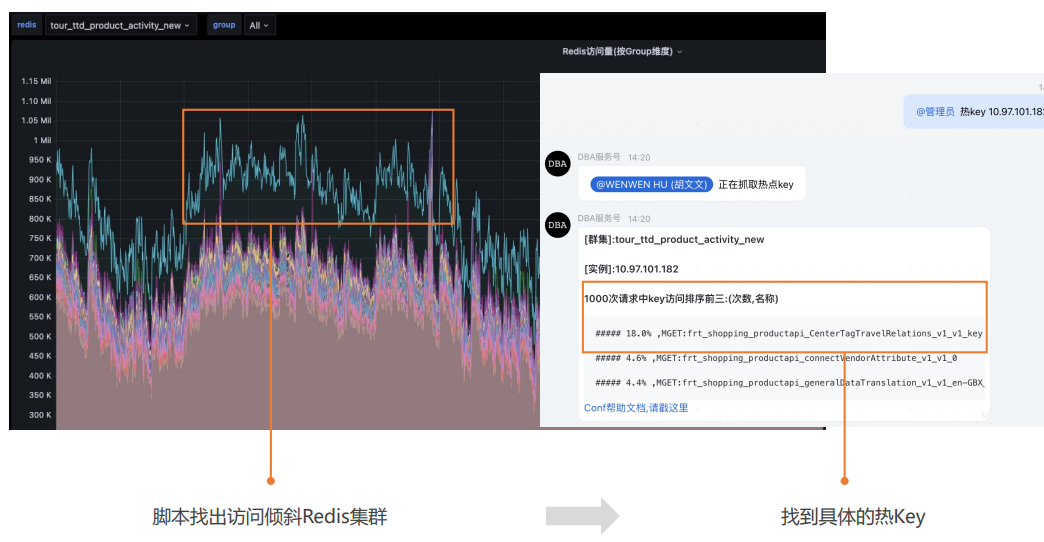 redis tour_ttd_product_activity_new group All
Redis访问量(按Group维度)
1.15 Mil
1.10 Mil
1.05 Mil
1 Mil
950 K
900 K
850 K
800 K
750 K
700 K
650 K
600 K
550 K
500 K
450 K
400 K
350 K
300 K
@管理员 热key 10.97.101.182
DBA
DBA服务号 14:20
@WENWEN HU (胡文文) 正在抓取热点key
DBA
DBA服务号 14:20
[群集]:tour_ttd_product_activity_new
[实例]:10.97.101.182
1000次请求中key访问排序前三:(次数,名称)
##### 18.0% ,MGET:frt_shopping_productapi_CenterTagTravelRelations_v1_v1_key
##### 4.6% ,MGET:frt_shopping_productapi_connectVendorAttribute_v1_v1_0
##### 4.4% ,MGET:frt_shopping_productapi_generalDataTranslation_v1_v1_en-GBX_
Conf帮助文档,请戳这里
脚本找出访问倾斜Redis集群
找到具体的热Key